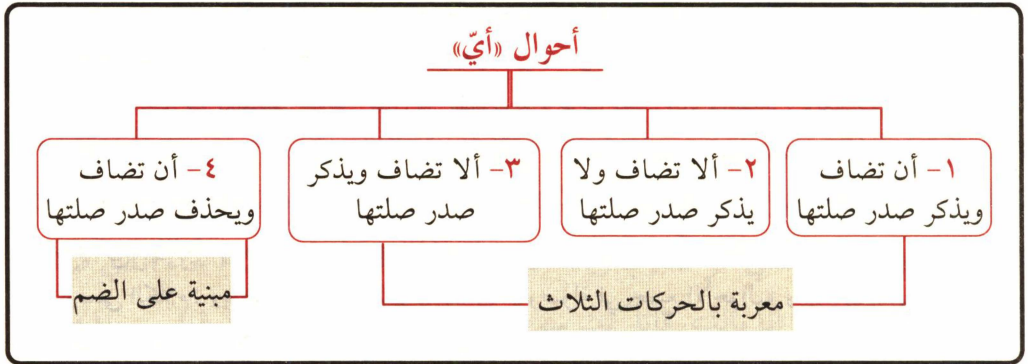 أحوال «أيّ»
١- أن تضاف
ويذكر صدر صلتها
٢- ألا تضاف ولا
يذكر صدر صلتها
٣- ألا تضاف ويذكر
صدر صلتها
٤- أن تضاف
ويحذف صدر صلتها
معربة بالحركات الثلاث
مبنية على الضم